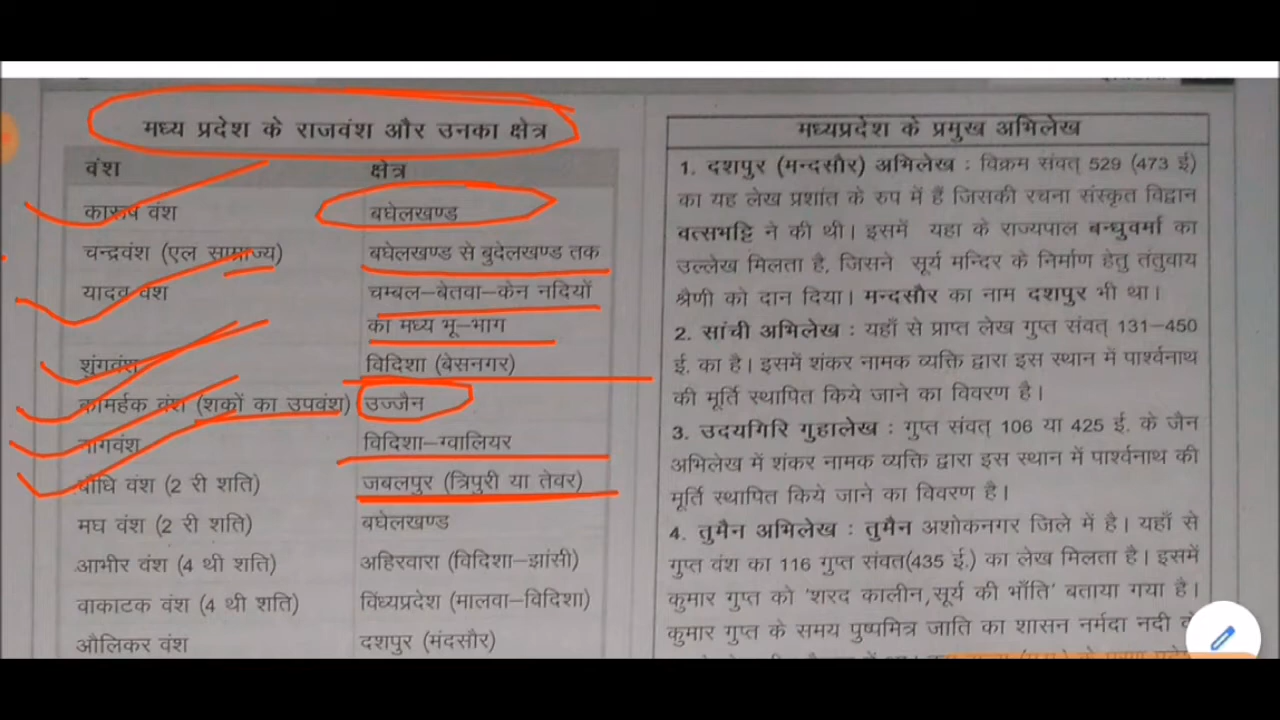 मध्य प्रदेश के राजवंश और उनका क्षेत्र
वंश क्षेत्र
कारूष वंश बघेलखण्ड
चन्द्रवंश (एल साम्राज्य) बघेलखण्ड से बुदेलखण्ड तक
यादव वंश चम्बल–बेतवा–केन नदियों
का मध्य भू–भाग
शुंगवंश विदिशा (बेसनगर)
कामर्हक वंश (शकों का उपवंश) उज्जैन
नागवंश विदिशा–ग्वालियर
बोधि वंश (2 री शति) जबलपुर (त्रिपुरी या तेवर)
मघ वंश (2 री शति) बघेलखण्ड
आभीर वंश (4 थी शति) अहिरवारा (विदिशा–झांसी)
वाकाटक वंश (4 थी शति) विंध्यप्रदेश (मालवा–विदिशा)
औलिकर वंश दशपुर (मंदसौर)
मध्यप्रदेश के प्रमुख अभिलेख
1. दशपुर (मन्दसौर) अभिलेख : विक्रम संवत् 529 (473 ई)
का यह लेख प्रशांत के रुप में हैं जिसकी रचना संस्कृत विद्वान
वत्सभट्टि ने की थी। इसमें यहा के राज्यपाल बन्धुवर्मा का
उल्लेख मिलता है, जिसने सूर्य मन्दिर के निर्माण हेतु तंतुवाय
श्रैणी को दान दिया। मन्दसौर का नाम दशपुर भी था।
2. सांची अभिलेख : यहाँ से प्राप्त लेख गुप्त संवत् 131–450
ई. का है। इसमें शंकर नामक व्यक्ति द्वारा इस स्थान में पार्श्वनाथ
की मूर्ति स्थापित किये जाने का विवरण है।
3. उदयगिरि गुहालेख : गुप्त संवत् 106 या 425 ई. के जैन
अभिलेख में शंकर नामक व्यक्ति द्वारा इस स्थान में पार्श्वनाथ की
मूर्ति स्थापित किये जाने का विवरण है।
4. तुमैन अभिलेख : तुमैन अशोकनगर जिले में है। यहाँ से
गुप्त वंश का 116 गुप्त संवत(435 ई.) का लेख मिलता है। इसमें
कुमार गुप्त को 'शरद कालीन,सूर्य की भाँति' बताया गया है।
कुमार गुप्त के समय पुष्पमित्र जाति का शासन नर्मदा नदी